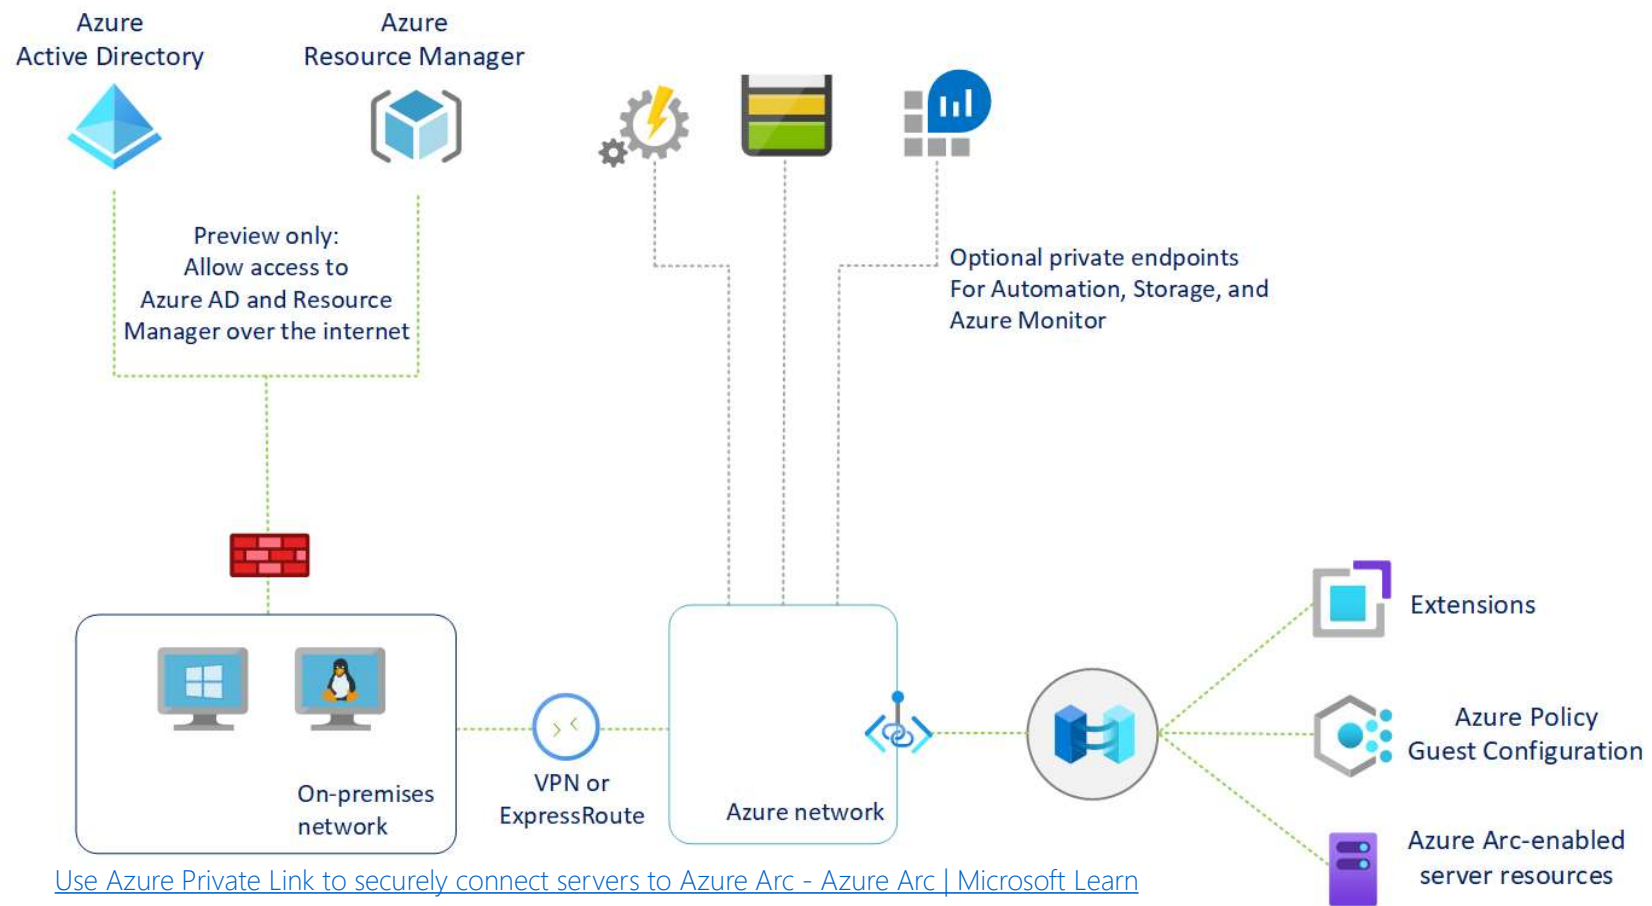 Azure
Active Directory
Azure
Resource Manager
Preview only:
Allow access to
Azure AD and Resource
Manager over the internet
Optional private endpoints
For Automation, Storage, and
Azure Monitor
Extensions
Azure Policy
Guest Configuration
Azure Arc-enabled
server resources
On-premises
network
VPN or
ExpressRoute
Azure network
Use Azure Private Link to securely connect servers to Azure Arc - Azure Arc | Microsoft Learn